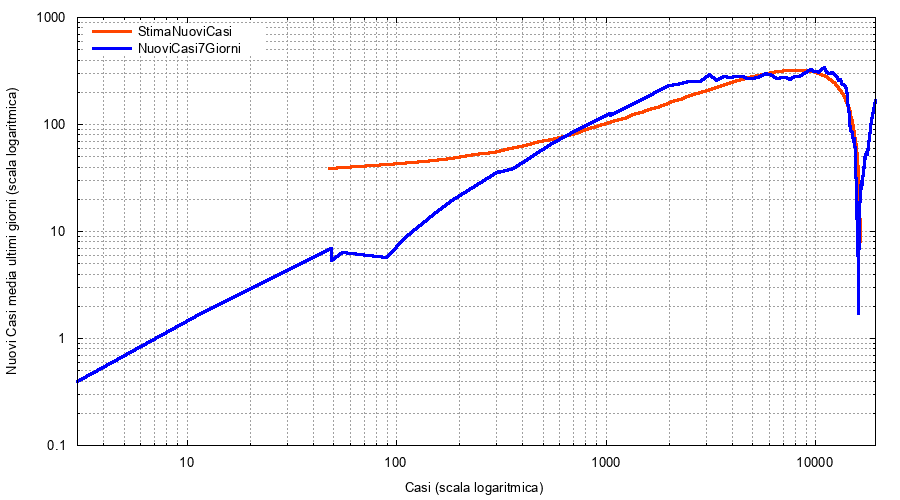 1000
StimaNuoviCasi
NuoviCasi7Giorni
100
10
1
0.1
Nuovi Casi media ultimi giorni (scala logaritmica)
10
100
1000
10000
Casi (scala logaritmica)